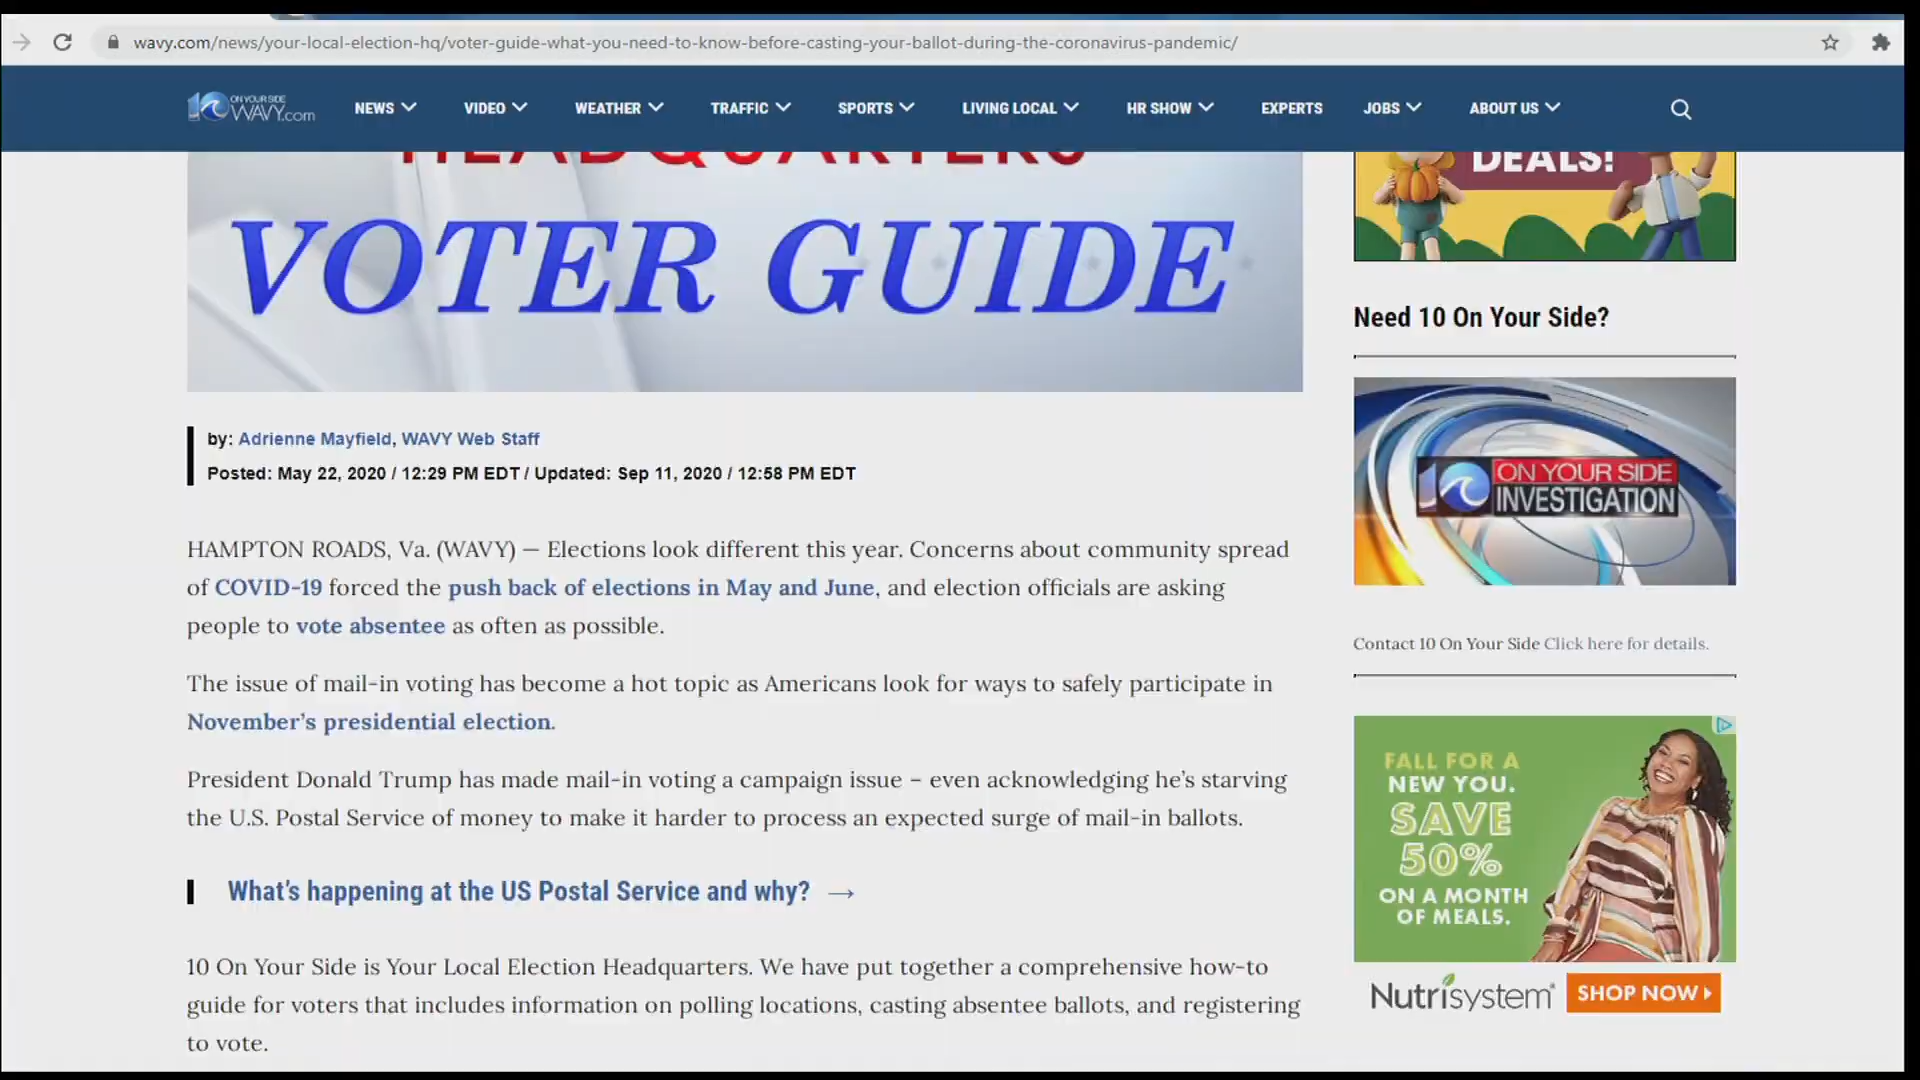 wavy.com/news/your-local-election-hq/voter-guide-what-you-need-to-know-before-casting-your-ballot-during-the-coronavirus-pandemic/
10 ON YOUR SIDE
WAVY.com
NEWS VIDEO WEATHER TRAFFIC SPORTS LIVING LOCAL HR SHOW EXPERTS JOBS ABOUT US
HEADQUARTERS
VOTER GUIDE
by: Adrienne Mayfield, WAVY Web Staff
Posted: May 22, 2020 / 12:29 PM EDT / Updated: Sep 11, 2020 / 12:58 PM EDT
HAMPTON ROADS, Va. (WAVY) — Elections look different this year. Concerns about community spread
of COVID-19 forced the push back of elections in May and June, and election officials are asking
people to vote absentee as often as possible.
The issue of mail-in voting has become a hot topic as Americans look for ways to safely participate in
November’s presidential election.
President Donald Trump has made mail-in voting a campaign issue – even acknowledging he’s starving
the U.S. Postal Service of money to make it harder to process an expected surge of mail-in ballots.
What’s happening at the US Postal Service and why? →
10 On Your Side is Your Local Election Headquarters. We have put together a comprehensive how-to
guide for voters that includes information on polling locations, casting absentee ballots, and registering
to vote.
DEALS!
Need 10 On Your Side?
10 ON YOUR SIDE
INVESTIGATION
Contact 10 On Your Side Click here for details.
FALL FOR A
NEW YOU.
SAVE
50%
ON A MONTH
OF MEALS.
Nutrisystem®
SHOP NOW